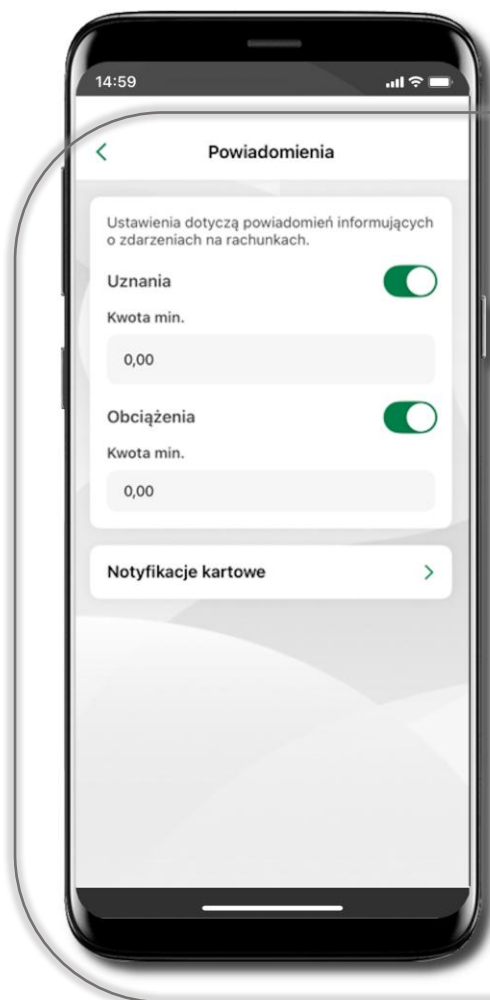 14:59
Powiadomienia
Ustawienia dotyczą powiadomień informujących
o zdarzeniach na rachunkach.
Uznania
Kwota min.
0,00
Obciążenia
Kwota min.
0,00
Notyfikacje kartowe